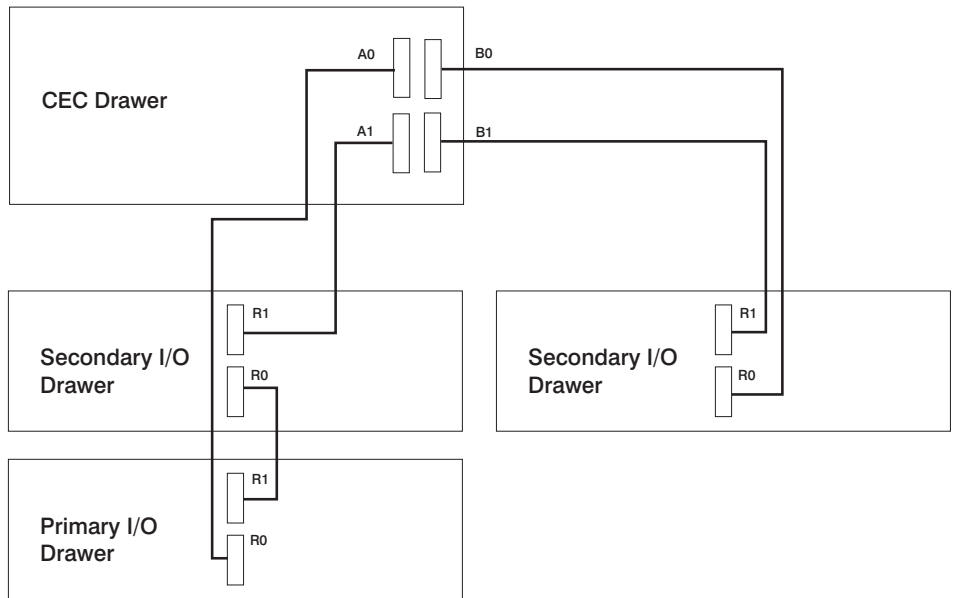 A0
B0
CEC Drawer
A1
B1
R1
Secondary I/O
Drawer
R0
R1
Secondary I/O
Drawer
R0
R1
Primary I/O
Drawer
R0